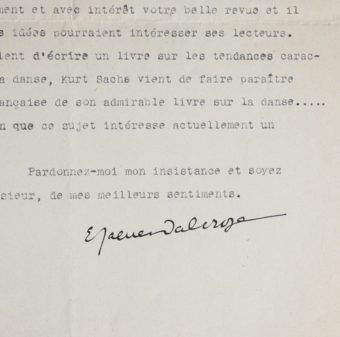 ment et avec intérêt votre belle revue et il
s idées pourraient intéresser ses lecteurs.
ient d'écrire un livre sur les tendances carac-
a danse, Kurt Sachs vient de faire paraître
ançaise de son admirable livre sur la danse.....
n que ce sujet intéresse actuellement un
Pardonnez-moi mon insistance et soyez
sieur, de mes meilleurs sentiments.
E Jaques Dalcroze